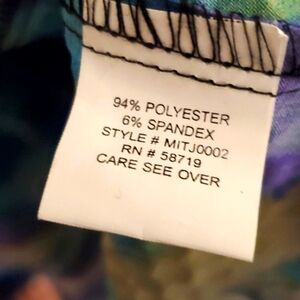 94% POLYESTER
6% SPANDEX
STYLE # MITJ0002
RN # 58719
CARE SEE OVER